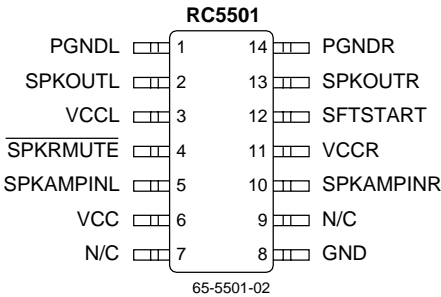 RC5501
PGNDL 1 14 PGNDR
SPKOUTL 2 13 SPKOUTR
VCCL 3 12 SFTSTART
SPKRMUTE 4 11 VCCR
SPKAMPINL 5 10 SPKAMPINR
VCC 6 9 N/C
N/C 7 8 GND
65-5501-02